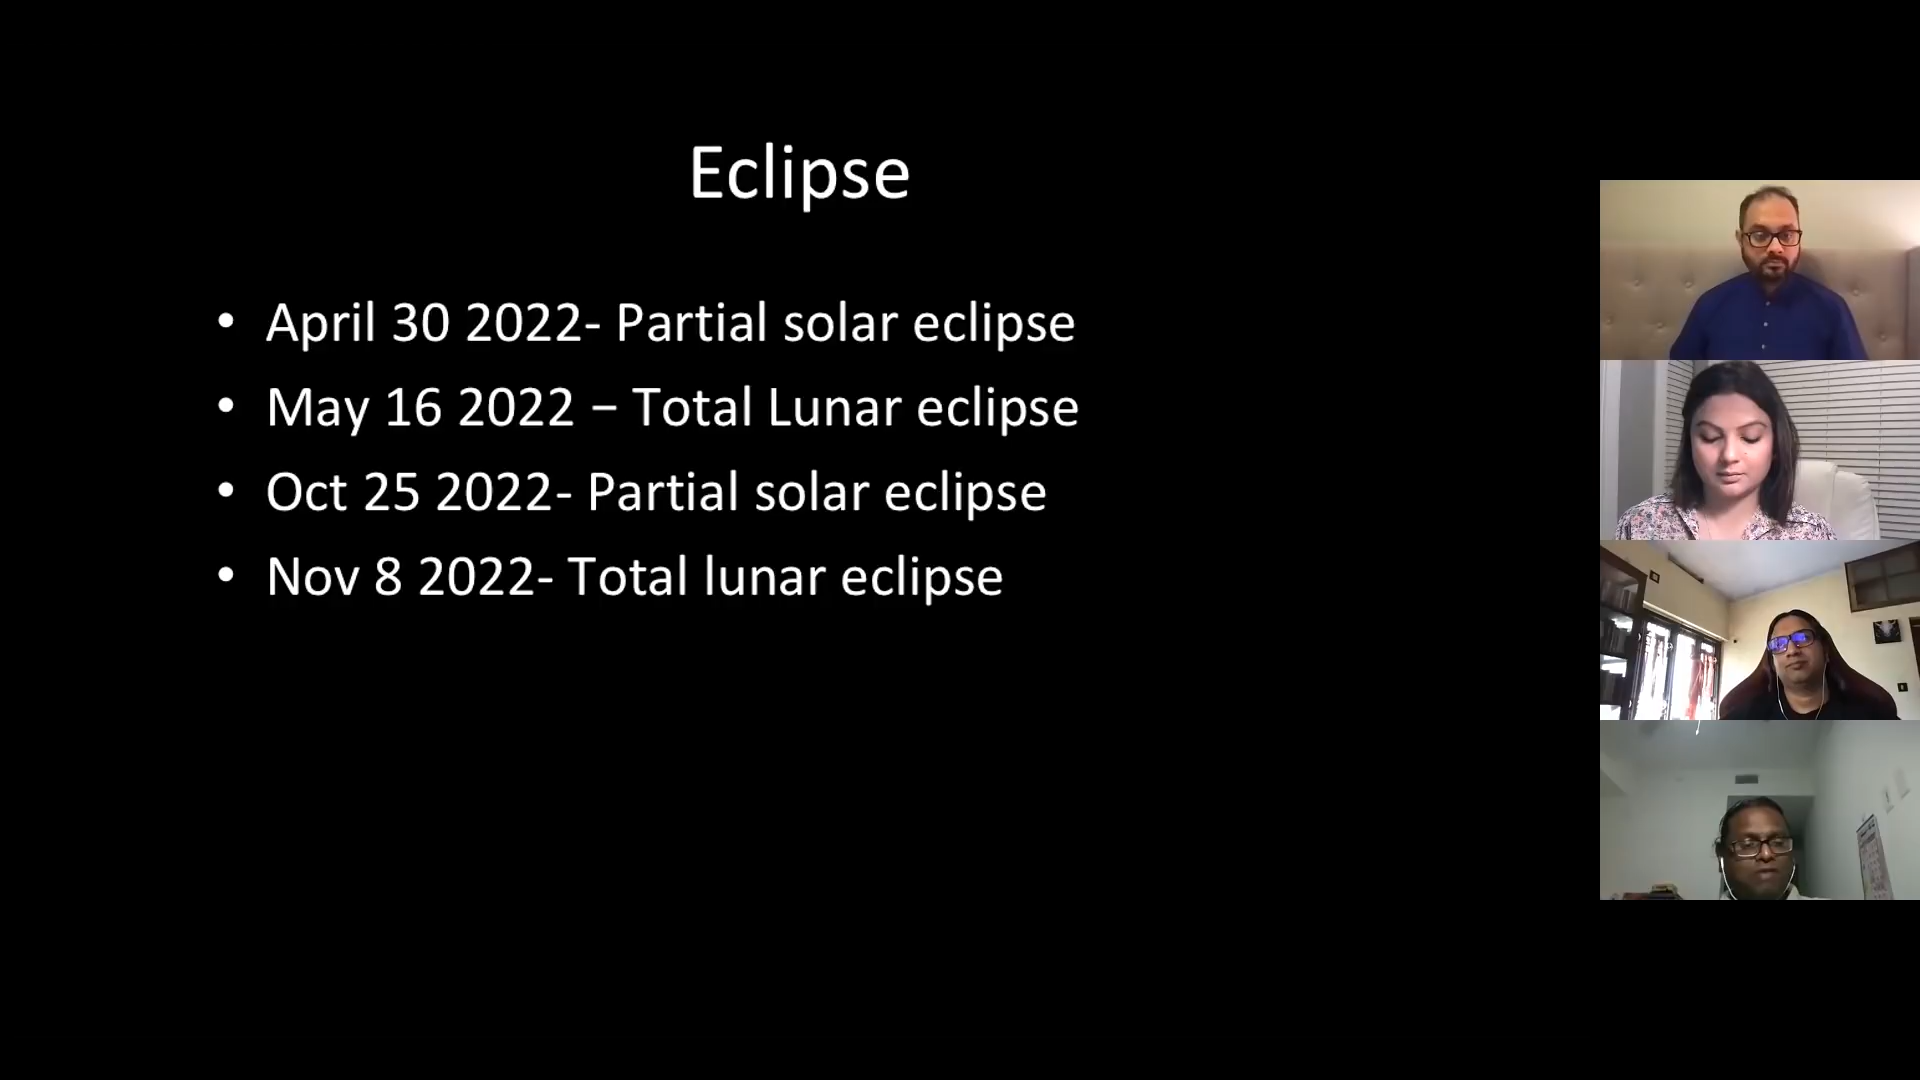 Eclipse
• April 30 2022- Partial solar eclipse
• May 16 2022 – Total Lunar eclipse
• Oct 25 2022- Partial solar eclipse
• Nov 8 2022- Total lunar eclipse